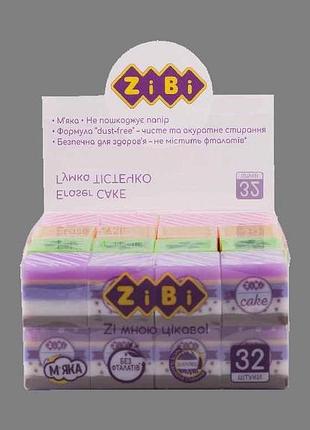 ZiBi
• М'яка • Не пошкоджує папір
• Формула "dust-free" – чисте та акуратне стирання
• Безпечна для здоров'я – не містить фталатів
Гумка ТІСТЕЧКО
Eraser CAKE
32
ZiBi
cake
Zi мною цікаво!
М'ЯКА
БЕЗ
ФТАЛАТІВ
32
ШТУКИ